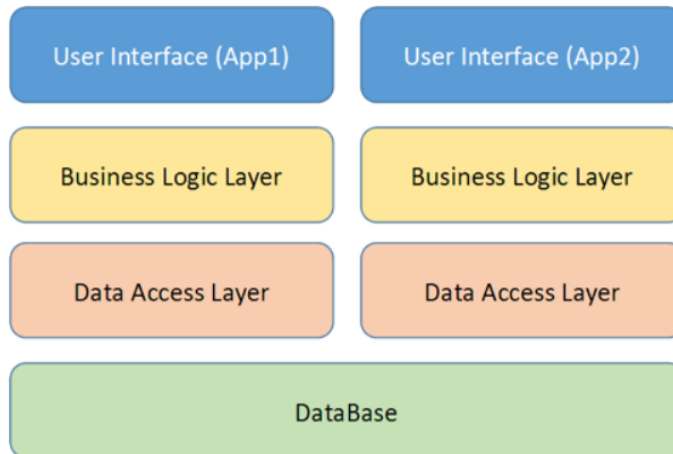 User Interface (App1)
User Interface (App2)
Business Logic Layer
Business Logic Layer
Data Access Layer
Data Access Layer
DataBase